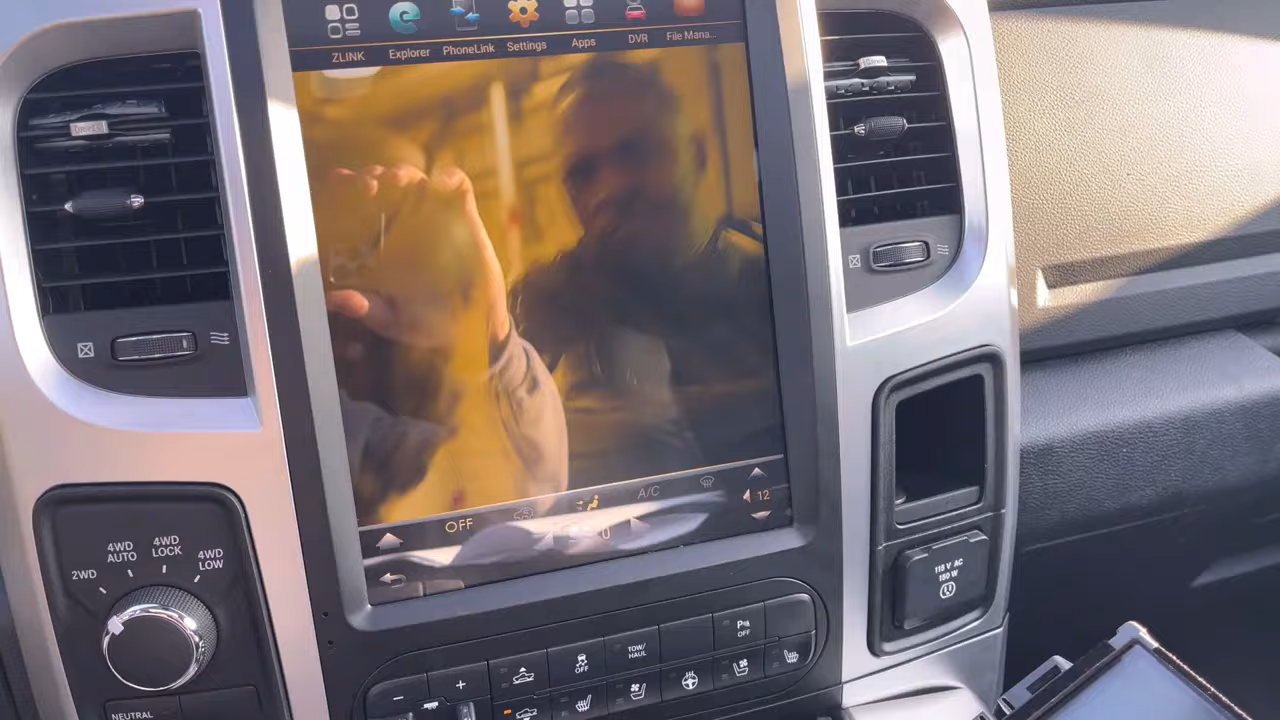 ZLINK Explorer PhoneLink Settings Apps DVR File Mana...
OFF A/C 12
4WD AUTO
4WD LOCK
4WD LOW
2WD
NEUTRAL
115 V AC
150 W
OFF
TOW/
HAUL
P
OFF
- +